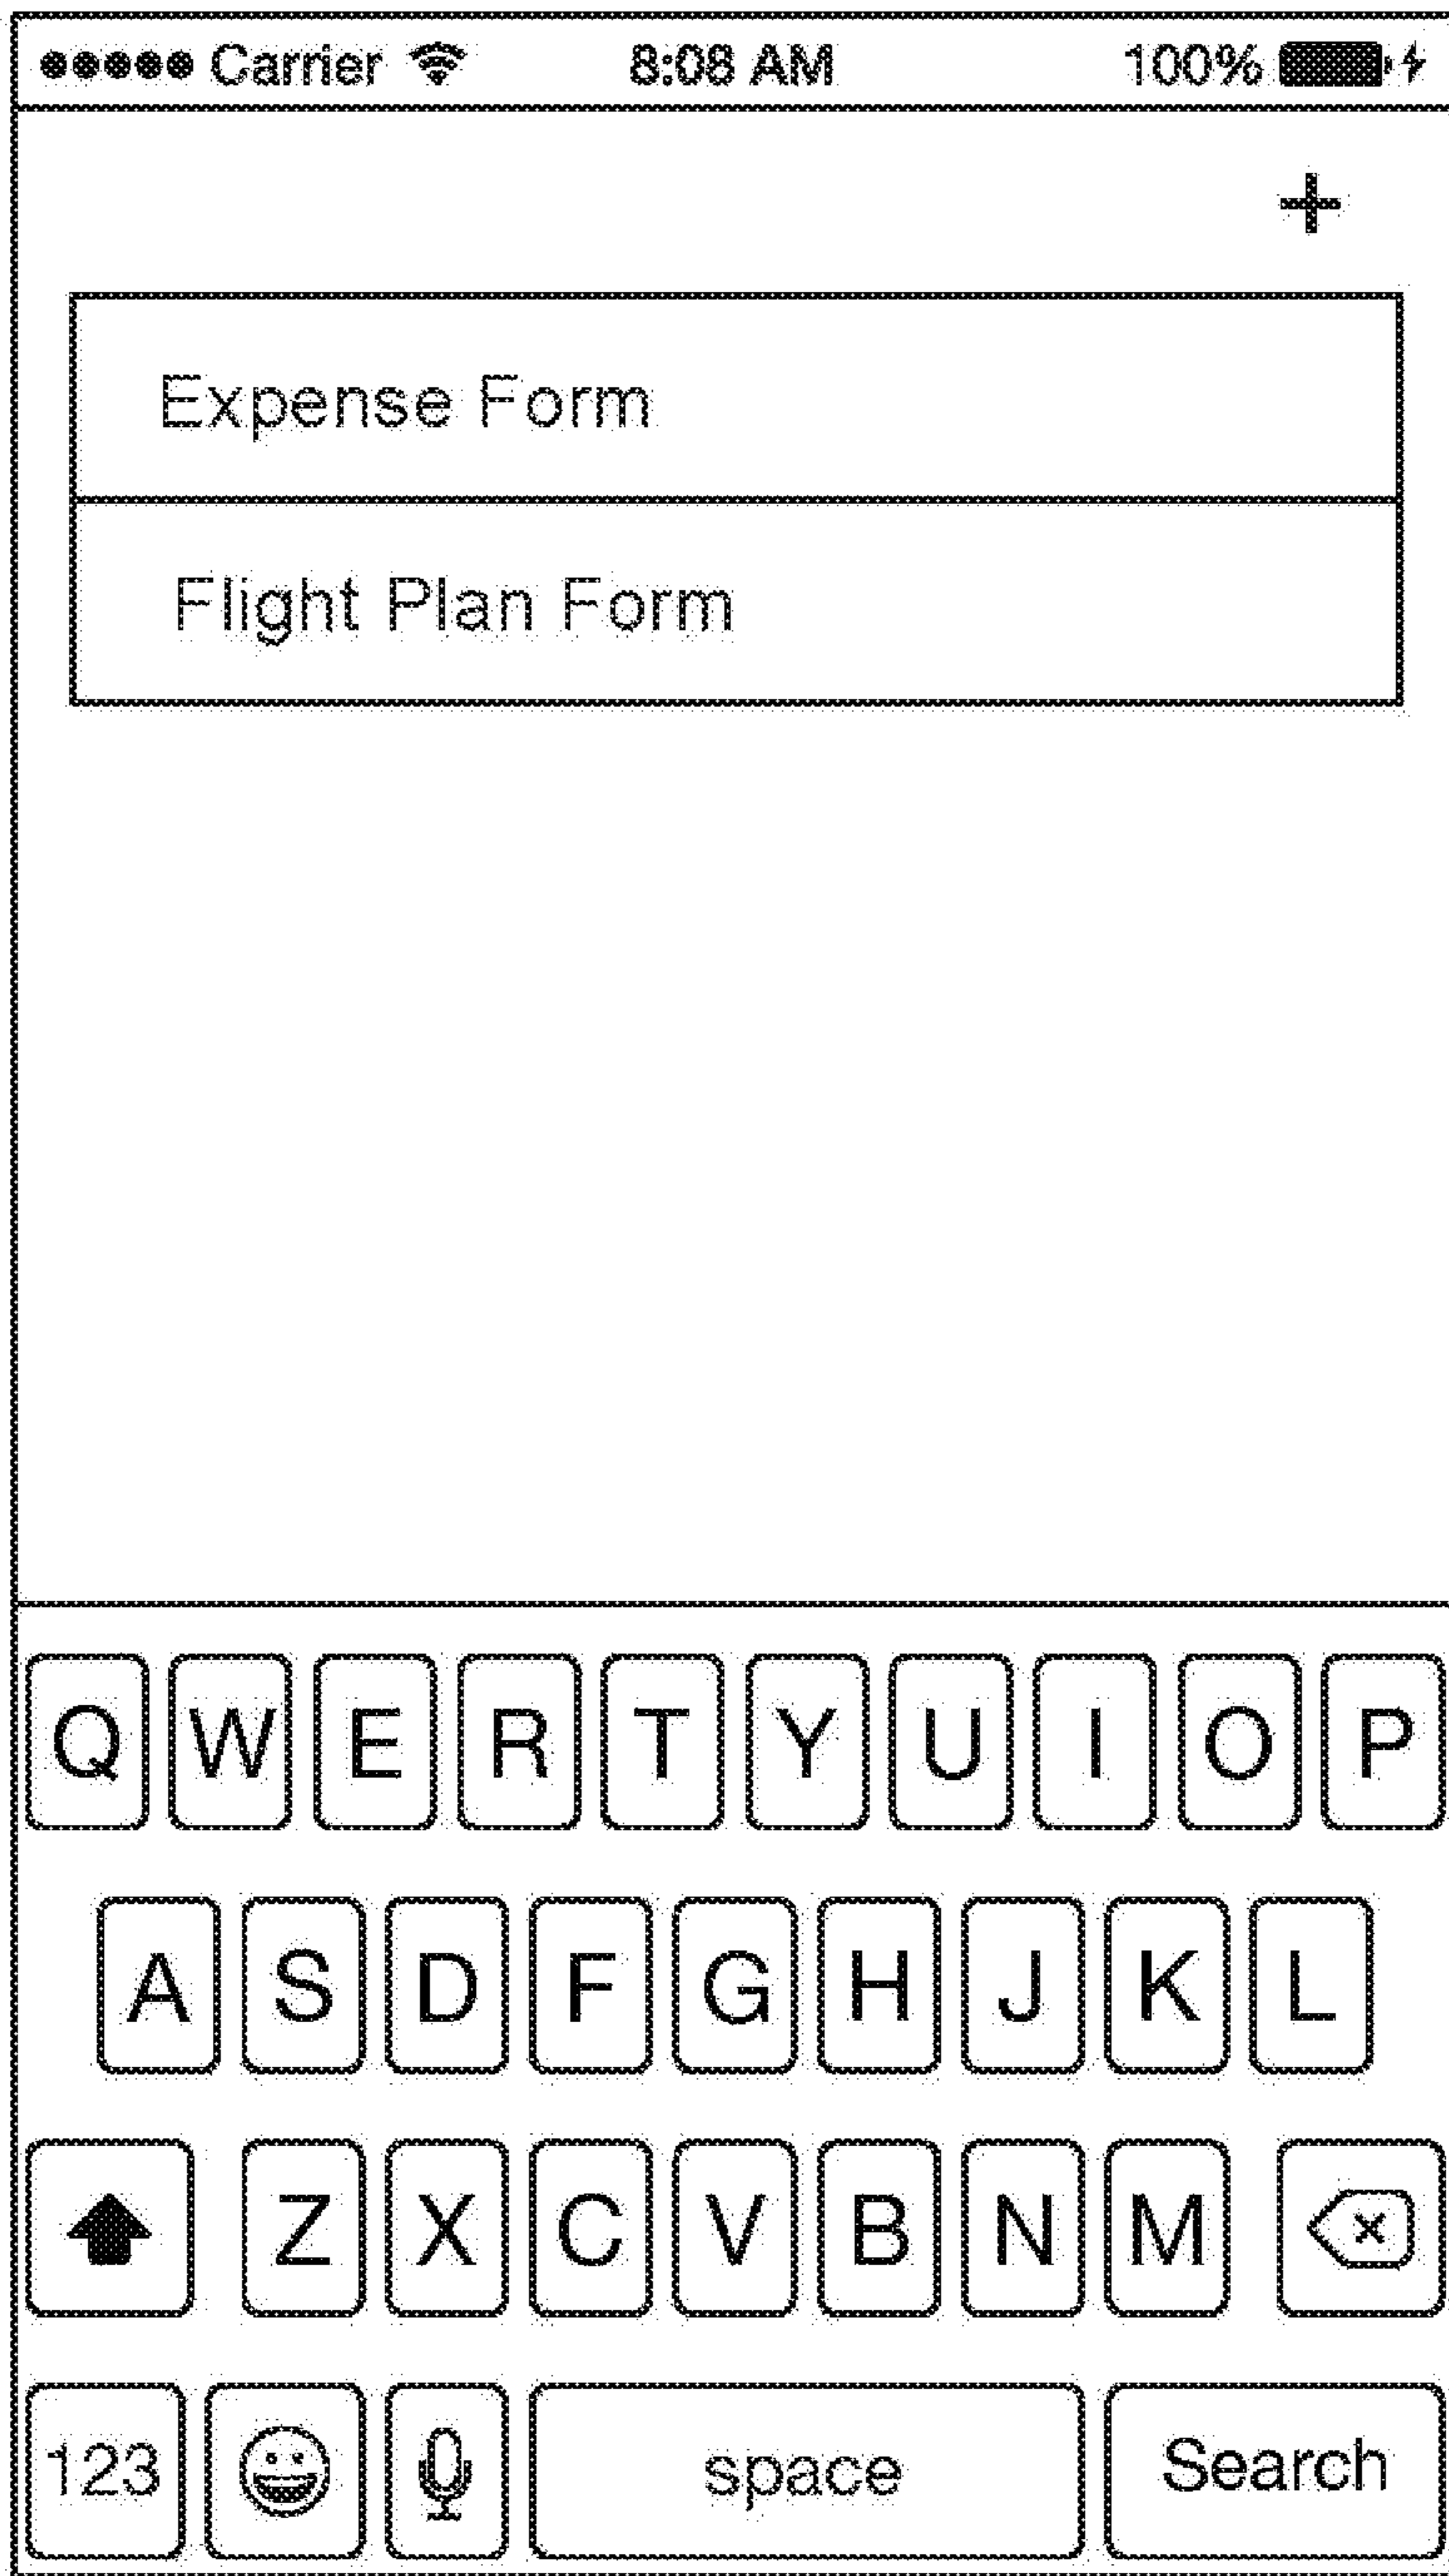 Carrier 8:08 AM 100%
+
Expense Form
Flight Plan Form
Q W E R T Y U I O P
A S D F G H J K L
Z X C V B N M
123 space Search